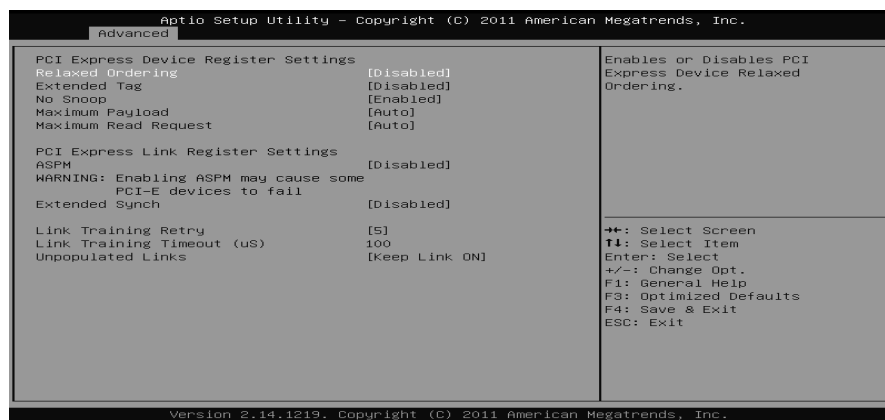 Aptio Setup Utility – Copyright (C) 2011 American Megatrends, Inc.
Advanced
PCI Express Device Register Settings
Relaxed Ordering [Disabled]
Extended Tag [Disabled]
No Snoop [Enabled]
Maximum Payload [Auto]
Maximum Read Request [Auto]
PCI Express Link Register Settings
ASPM [Disabled]
WARNING: Enabling ASPM may cause some
PCI-E devices to fail
Extended Synch [Disabled]
Link Training Retry [5]
Link Training Timeout (uS) 100
Unpopulated Links [Keep Link ON]
Enables or Disables PCI
Express Device Relaxed
Ordering.
→←: Select Screen
↑↓: Select Item
Enter: Select
+/-: Change Opt.
F1: General Help
F3: Optimized Defaults
F4: Save & Exit
ESC: Exit
Version 2.14.1219. Copyright (C) 2011 American Megatrends, Inc.